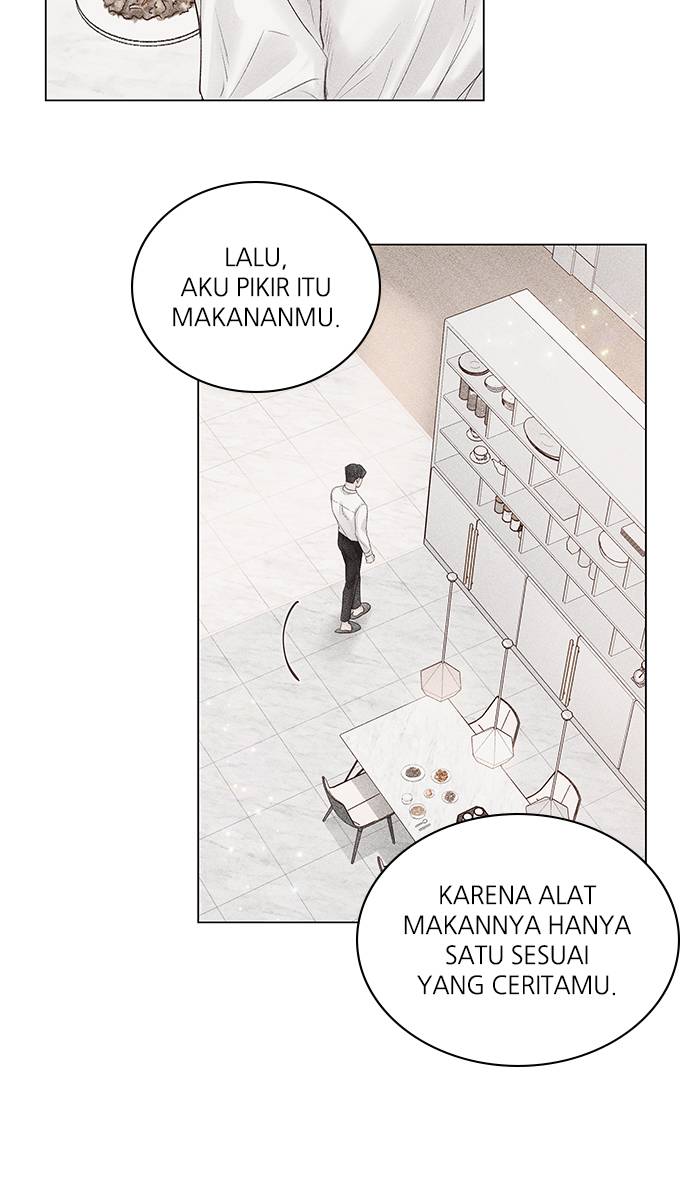 LALU,
AKU PIKIR ITU
MAKANANMU.
KARENA ALAT
MAKANNYA HANYA
SATU SESUAI
YANG CERITAMU.